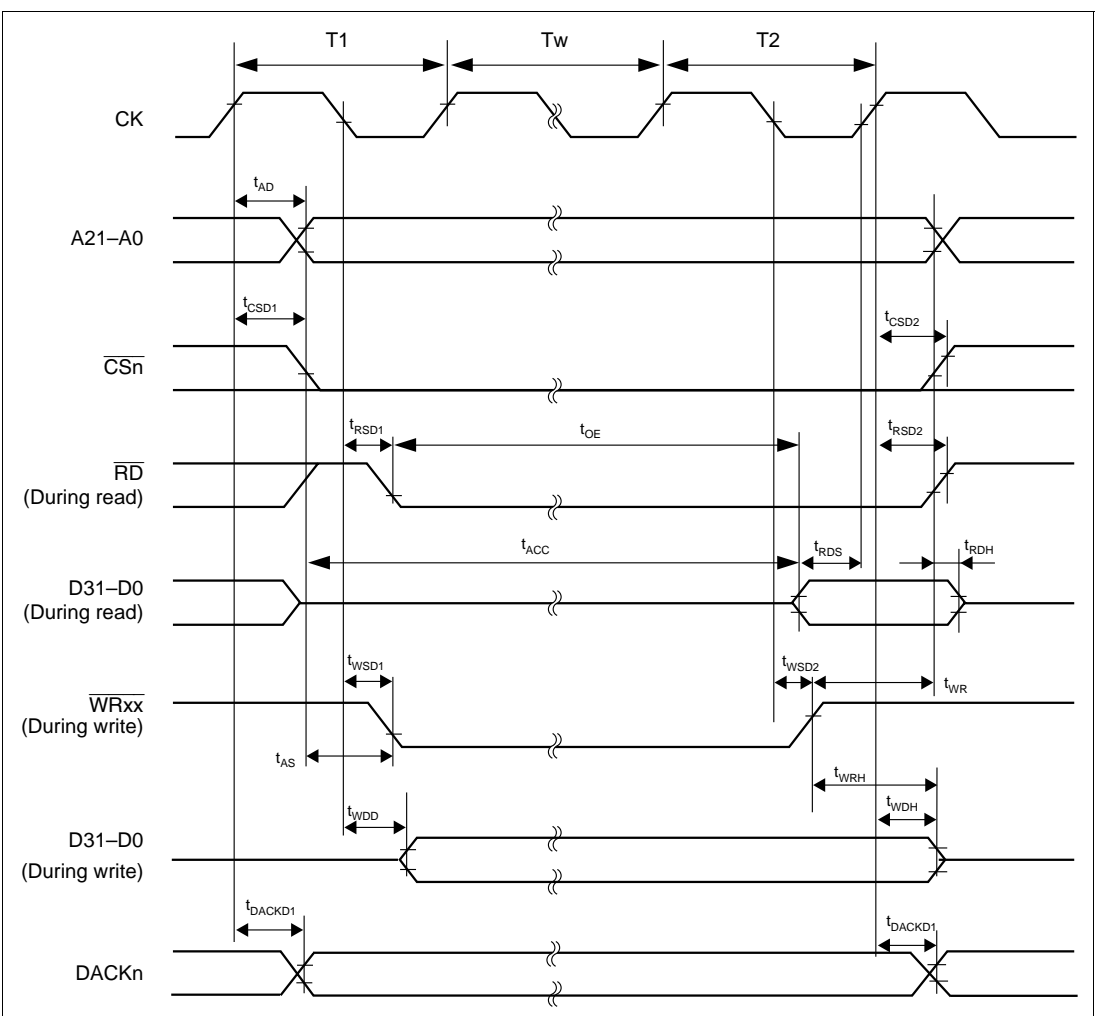 T1 Tw T2
CK
tAD
A21–A0
tCSD1 tCSD2
CSn
tRSD1 tOE tRSD2
RD
(During read)
tACC tRDS tRDH
D31–D0
(During read)
tWSD1 tWSD2
WRxx tWR
(During write)
tAS
tWRH
tWDD tWDH
D31–D0
(During write)
tDACKD1 tDACKD1
DACKn